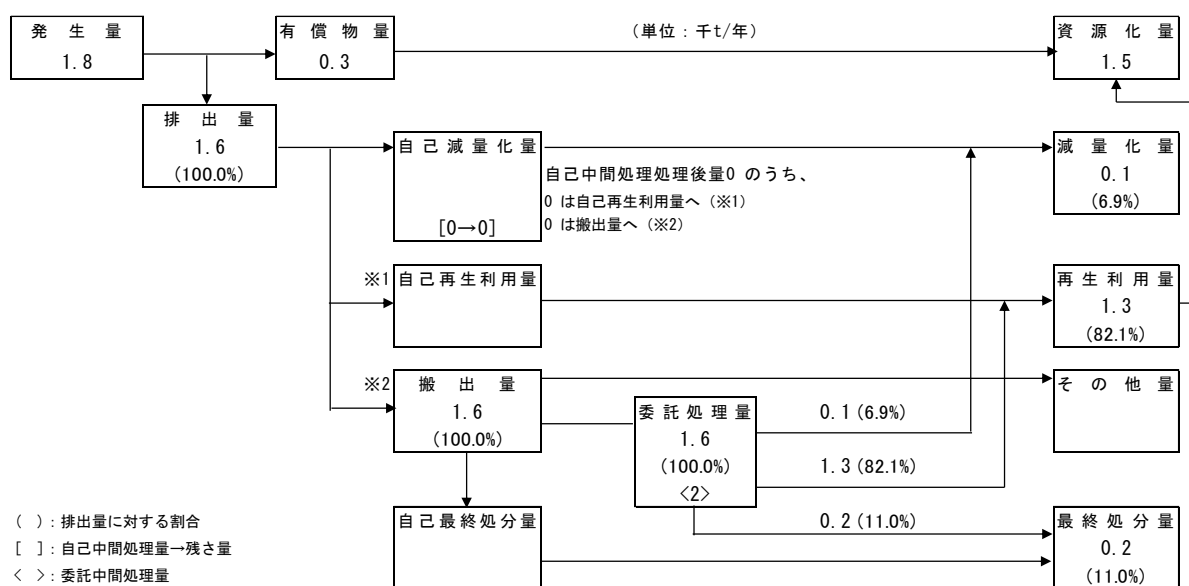 発生量
1.8
有償物量
0.3
(単位：千t/年)
資源化量
1.5
排出量
1.6
(100.0%)
自己減量化量
[0→0]
自己中間処理処理後量0 のうち、
0 は自己再生利用量へ（※1）
0 は搬出量へ（※2）
減量化量
0.1
(6.9%)
※1
自己再生利用量
再生利用量
1.3
(82.1%)
※2
搬出量
1.6
(100.0%)
その他量
委託処理量
1.6
(100.0%)
<2>
0.1 (6.9%)
1.3 (82.1%)
0.2 (11.0%)
自己最終処分量
最終処分量
0.2
(11.0%)
( )：排出量に対する割合
[ ]：自己中間処理量→残さ量
< >：委託中間処理量